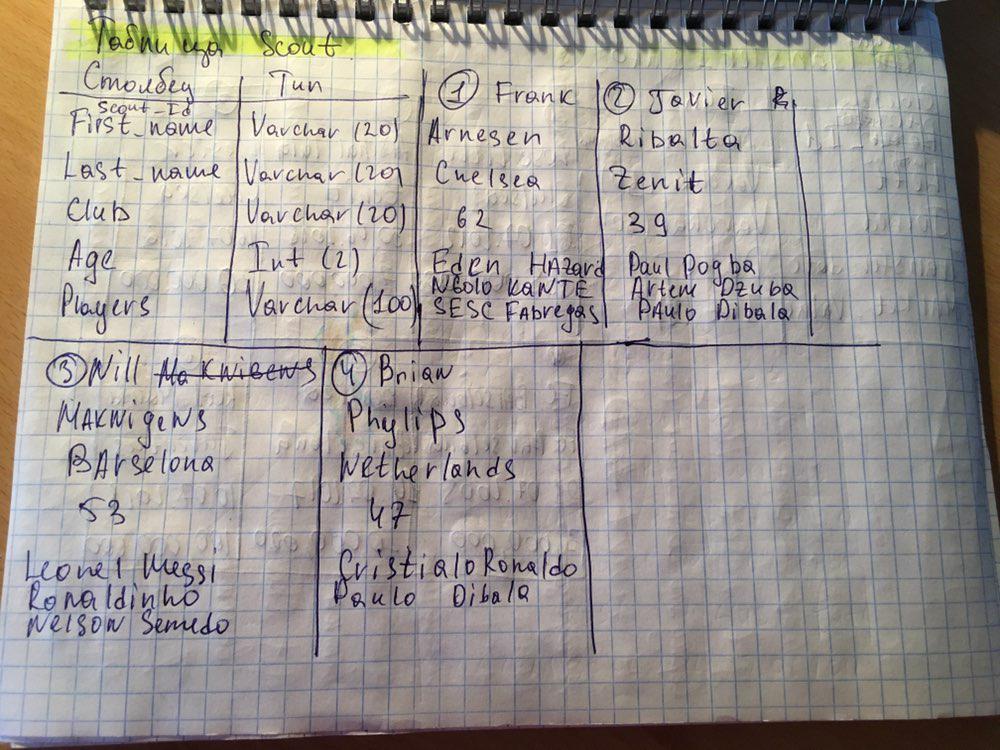 Таблица Scout
Столбец Тип
Scout_Id
First_name Varchar (20)
Last_name Varchar (20)
Club Varchar (20)
Age Int (2)
Players Varchar (100)
① Frank
Arnesen
Chelsea
62
Eden HAzard
NGolo KANTE
SESC FAbregas
② Javier
Ribalta
Zenit
39
Paul Pogba
Artem Dzuba
PAulo Dibala
③ Will
MAKNigeNS
BArselona
53
Leonel Messi
Ronaldinho
NelsoN Semedo
④ Brian
Phylips
Netherlands
47
CristialoRonaldo
Paulo Dibala